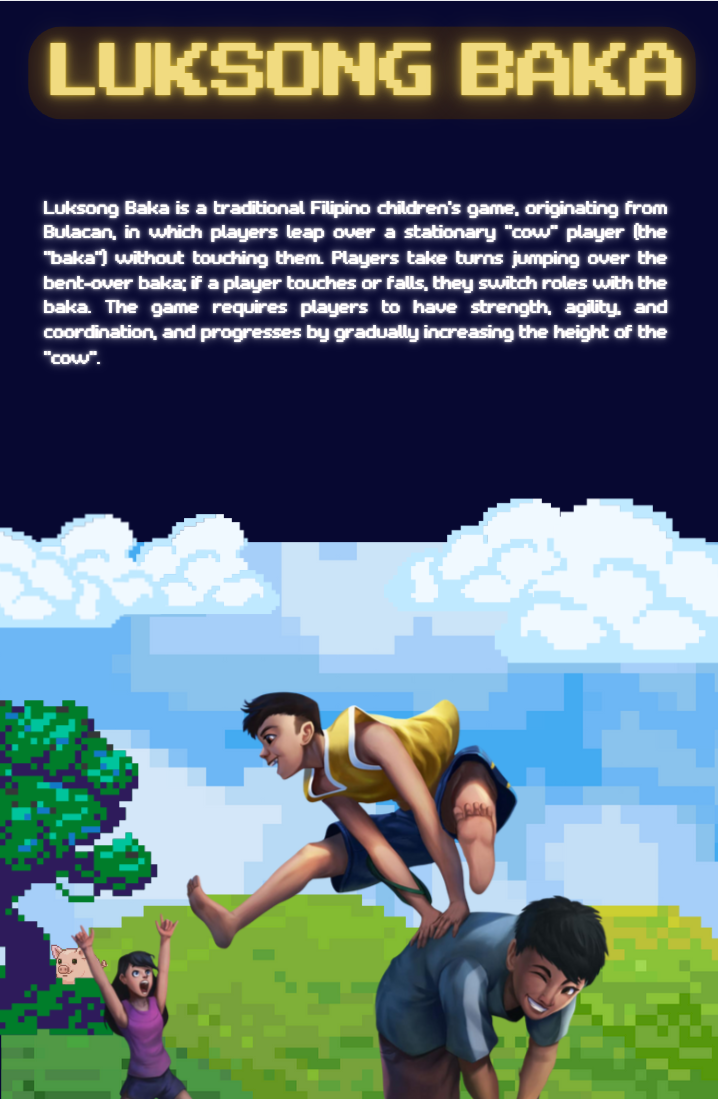 LUKSONG BAKA
Luksong Baka is a traditional Filipino children's game, originating from
Bulacan, in which players leap over a stationary "cow" player (the
"baka") without touching them. Players take turns jumping over the
bent-over baka; if a player touches or falls, they switch roles with the
baka. The game requires players to have strength, agility, and
coordination, and progresses by gradually increasing the height of the
"cow".